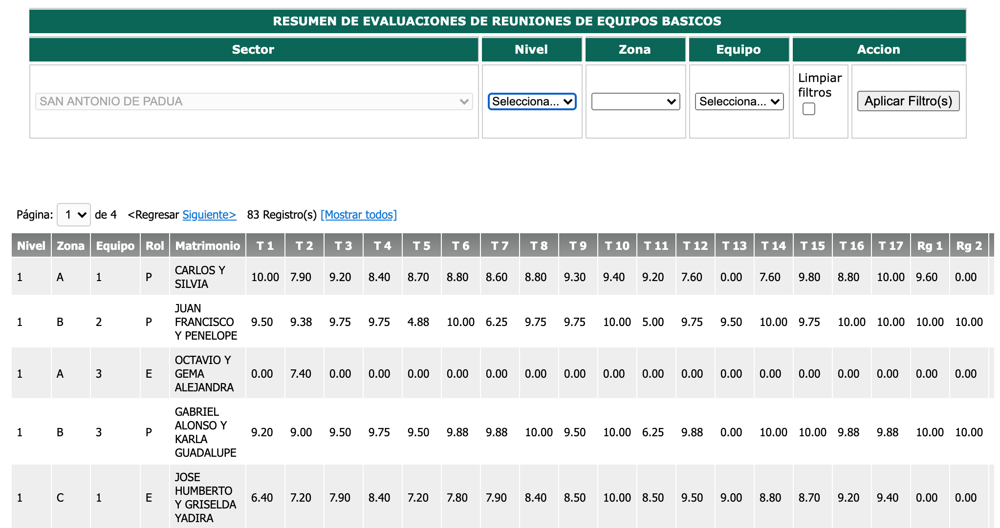 RESUMEN DE EVALUACIONES DE REUNIONES DE EQUIPOS BASICOS
Sector Nivel Zona Equipo Accion
SAN ANTONIO DE PADUA Selecciona... Selecciona... Limpiar filtros Aplicar Filtro(s)
Página: 1 de 4 <Regresar Siguiente> 83 Registro(s) [Mostrar todos]
Nivel Zona Equipo Rol Matrimonio T 1 T 2 T 3 T 4 T 5 T 6 T 7 T 8 T 9 T 10 T 11 T 12 T 13 T 14 T 15 T 16 T 17 Rg 1 Rg 2
1 A 1 P CARLOS Y SILVIA 10.00 7.90 9.20 8.40 8.70 8.80 8.60 8.80 9.30 9.40 9.20 7.60 0.00 7.60 9.80 8.80 10.00 9.60 0.00
1 B 2 P JUAN FRANCISCO Y PENELOPE 9.50 9.38 9.75 9.75 4.88 10.00 6.25 9.75 9.75 10.00 5.00 9.75 9.50 10.00 9.75 10.00 10.00 10.00 10.00
1 A 3 E OCTAVIO Y GEMA ALEJANDRA 0.00 7.40 0.00 0.00 0.00 0.00 0.00 0.00 0.00 0.00 0.00 0.00 0.00 0.00 0.00 0.00 0.00 0.00 0.00
1 B 3 P GABRIEL ALONSO Y KARLA GUADALUPE 9.20 9.00 9.50 9.75 9.50 9.88 9.88 10.00 9.50 10.00 6.25 9.88 0.00 10.00 10.00 9.88 9.88 10.00 10.00
1 C 1 E JOSE HUMBERTO Y GRISELDA YADIRA 6.40 7.20 7.90 8.40 7.20 7.80 7.90 8.40 8.50 10.00 8.50 9.50 9.00 8.80 8.70 9.20 9.40 0.00 0.00